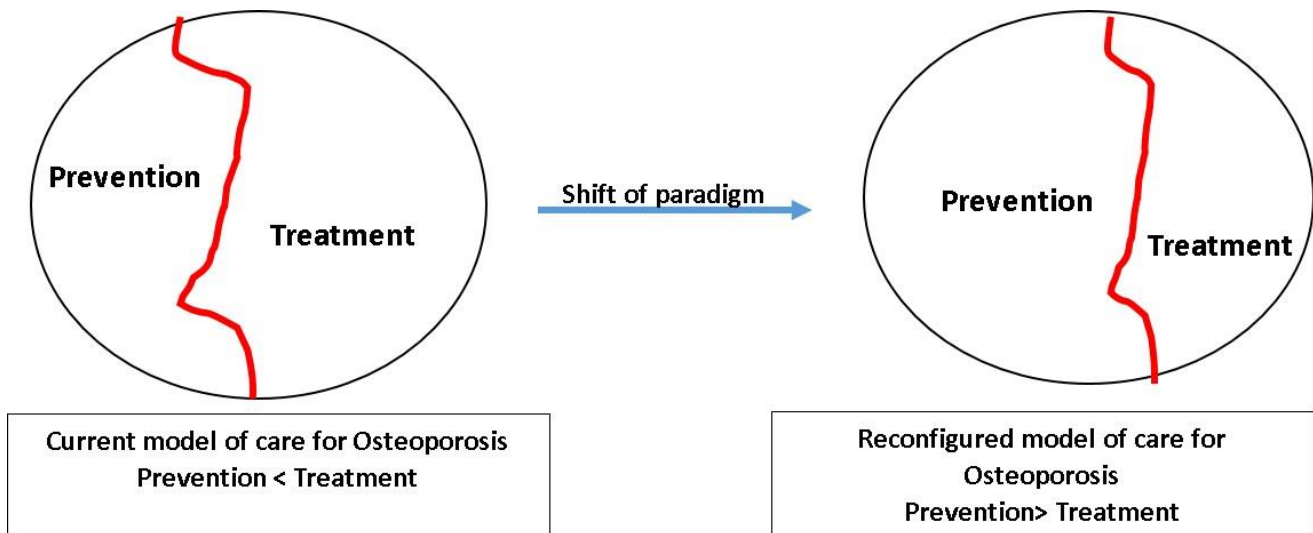 Prevention
Treatment
Shift of paradigm
Prevention
Treatment
Current model of care for Osteoporosis
Prevention < Treatment
Reconfigured model of care for
Osteoporosis
Prevention> Treatment